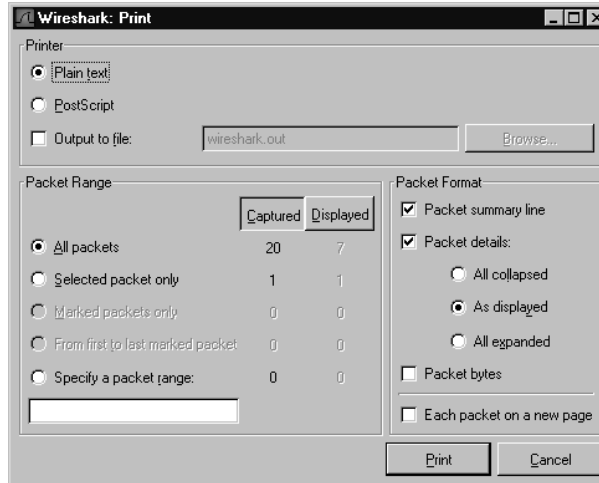 Wireshark: Print
Printer
Plain text
PostScript
Output to file: wireshark.out Browse...
Packet Range
Captured Displayed
All packets 20 7
Selected packet only 1 1
Marked packets only 0 0
From first to last marked packet 0 0
Specify a packet range: 0 0
Packet Format
Packet summary line
Packet details:
All collapsed
As displayed
All expanded
Packet bytes
Each packet on a new page
Print Cancel